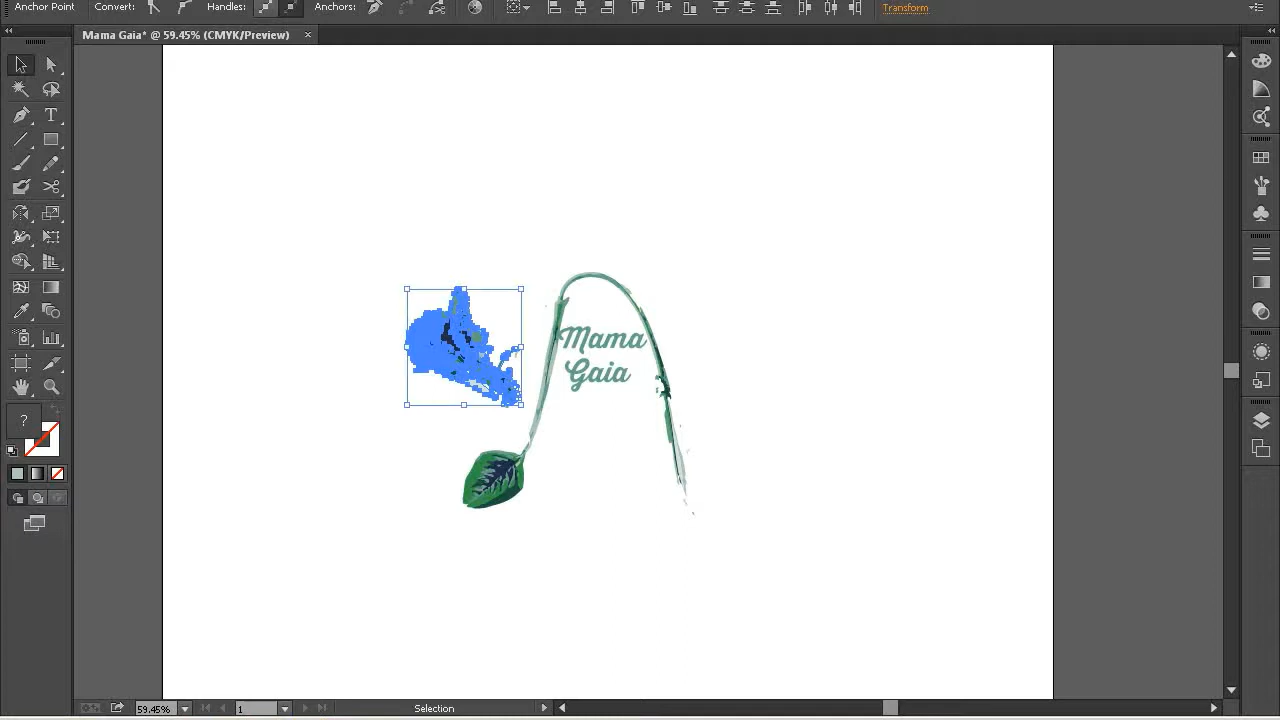 Anchor Point Convert: Handles: Anchors: Transform
Mama Gaia* @ 59.45% (CMYK/Preview) ×
Mama
Gaia
?
59.45% 1 Selection